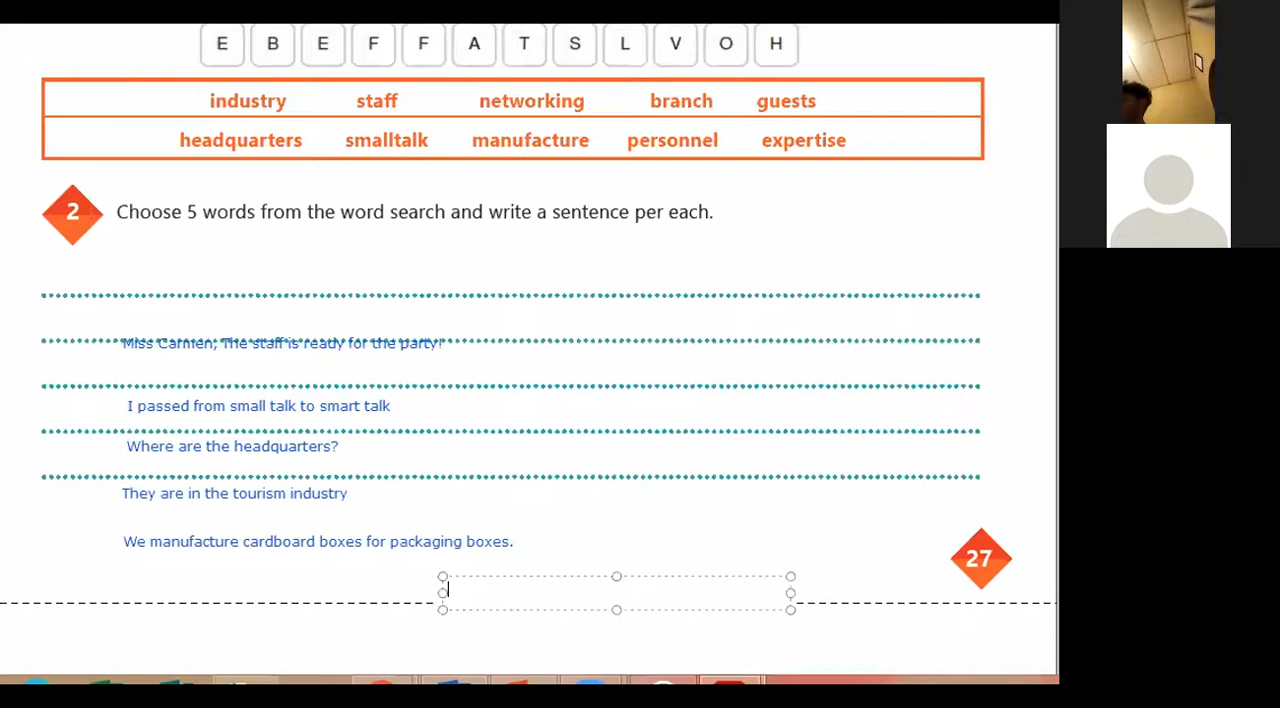 E B E F F A T S L V O H
industry staff networking branch guests
headquarters smalltalk manufacture personnel expertise
2 Choose 5 words from the word search and write a sentence per each.
Miss Carmen, The staff is ready for the party!
I passed from small talk to smart talk
Where are the headquarters?
They are in the tourism industry
We manufacture cardboard boxes for packaging boxes.
27